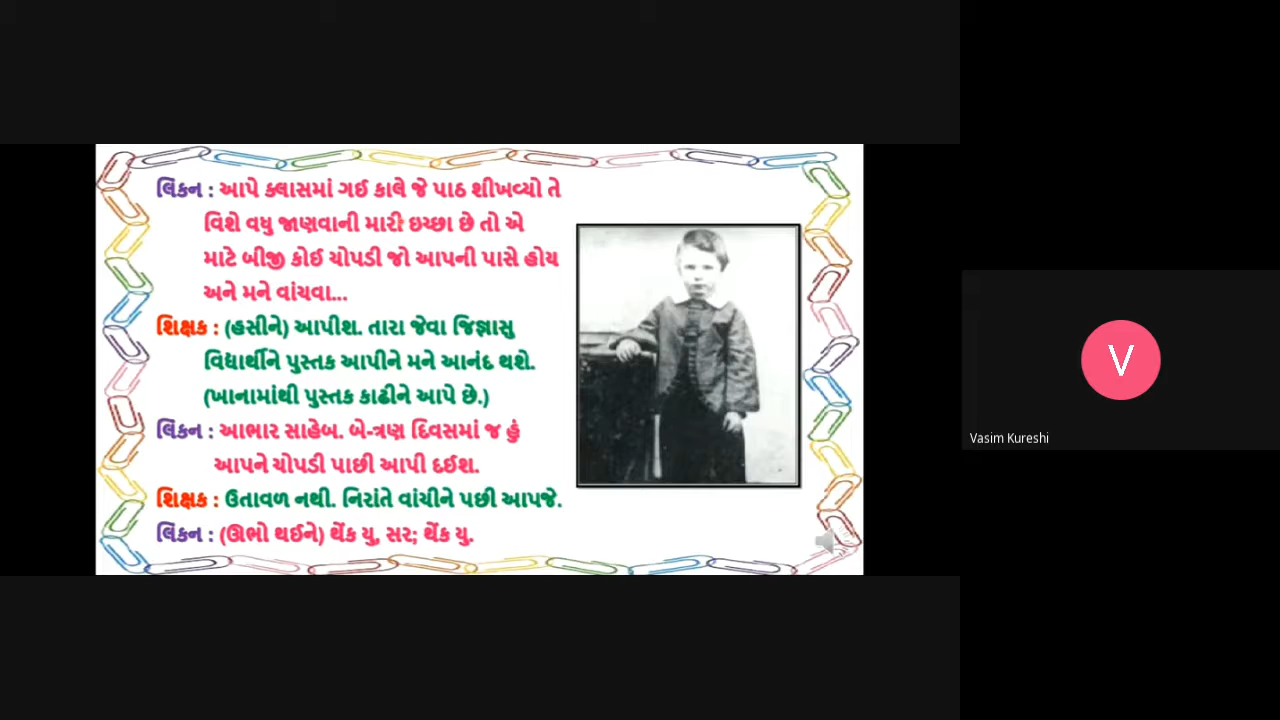 લિંકન : આપે ક્લાસમાં ગઈ કાલે જે પાઠ શીખવ્યો તે
વિશે વધુ જાણવાની મારી ઇચ્છા છે તો એ
માટે બીજી કોઈ ચોપડી જો આપની પાસે હોય
અને મને વાંચવા...
શિક્ષક : (હસીને) આપીશ. તારા જેવા જિજ્ઞાસુ
વિદ્યાર્થીને પુસ્તક આપીને મને આનંદ થશે.
(ખાનામાંથી પુસ્તક કાઢીને આપે છે.)
લિંકન : આભાર સાહેબ. બે-ત્રણ દિવસમાં જ હું
આપને ચોપડી પાછી આપી દઈશ.
શિક્ષક : ઉતાવળ નથી. નિરાંતે વાંચીને પછી આપજે.
લિંકન : (ઊભો થઈને) થેંક યુ, સર; થેંક યુ.
V
Vasim Kureshi